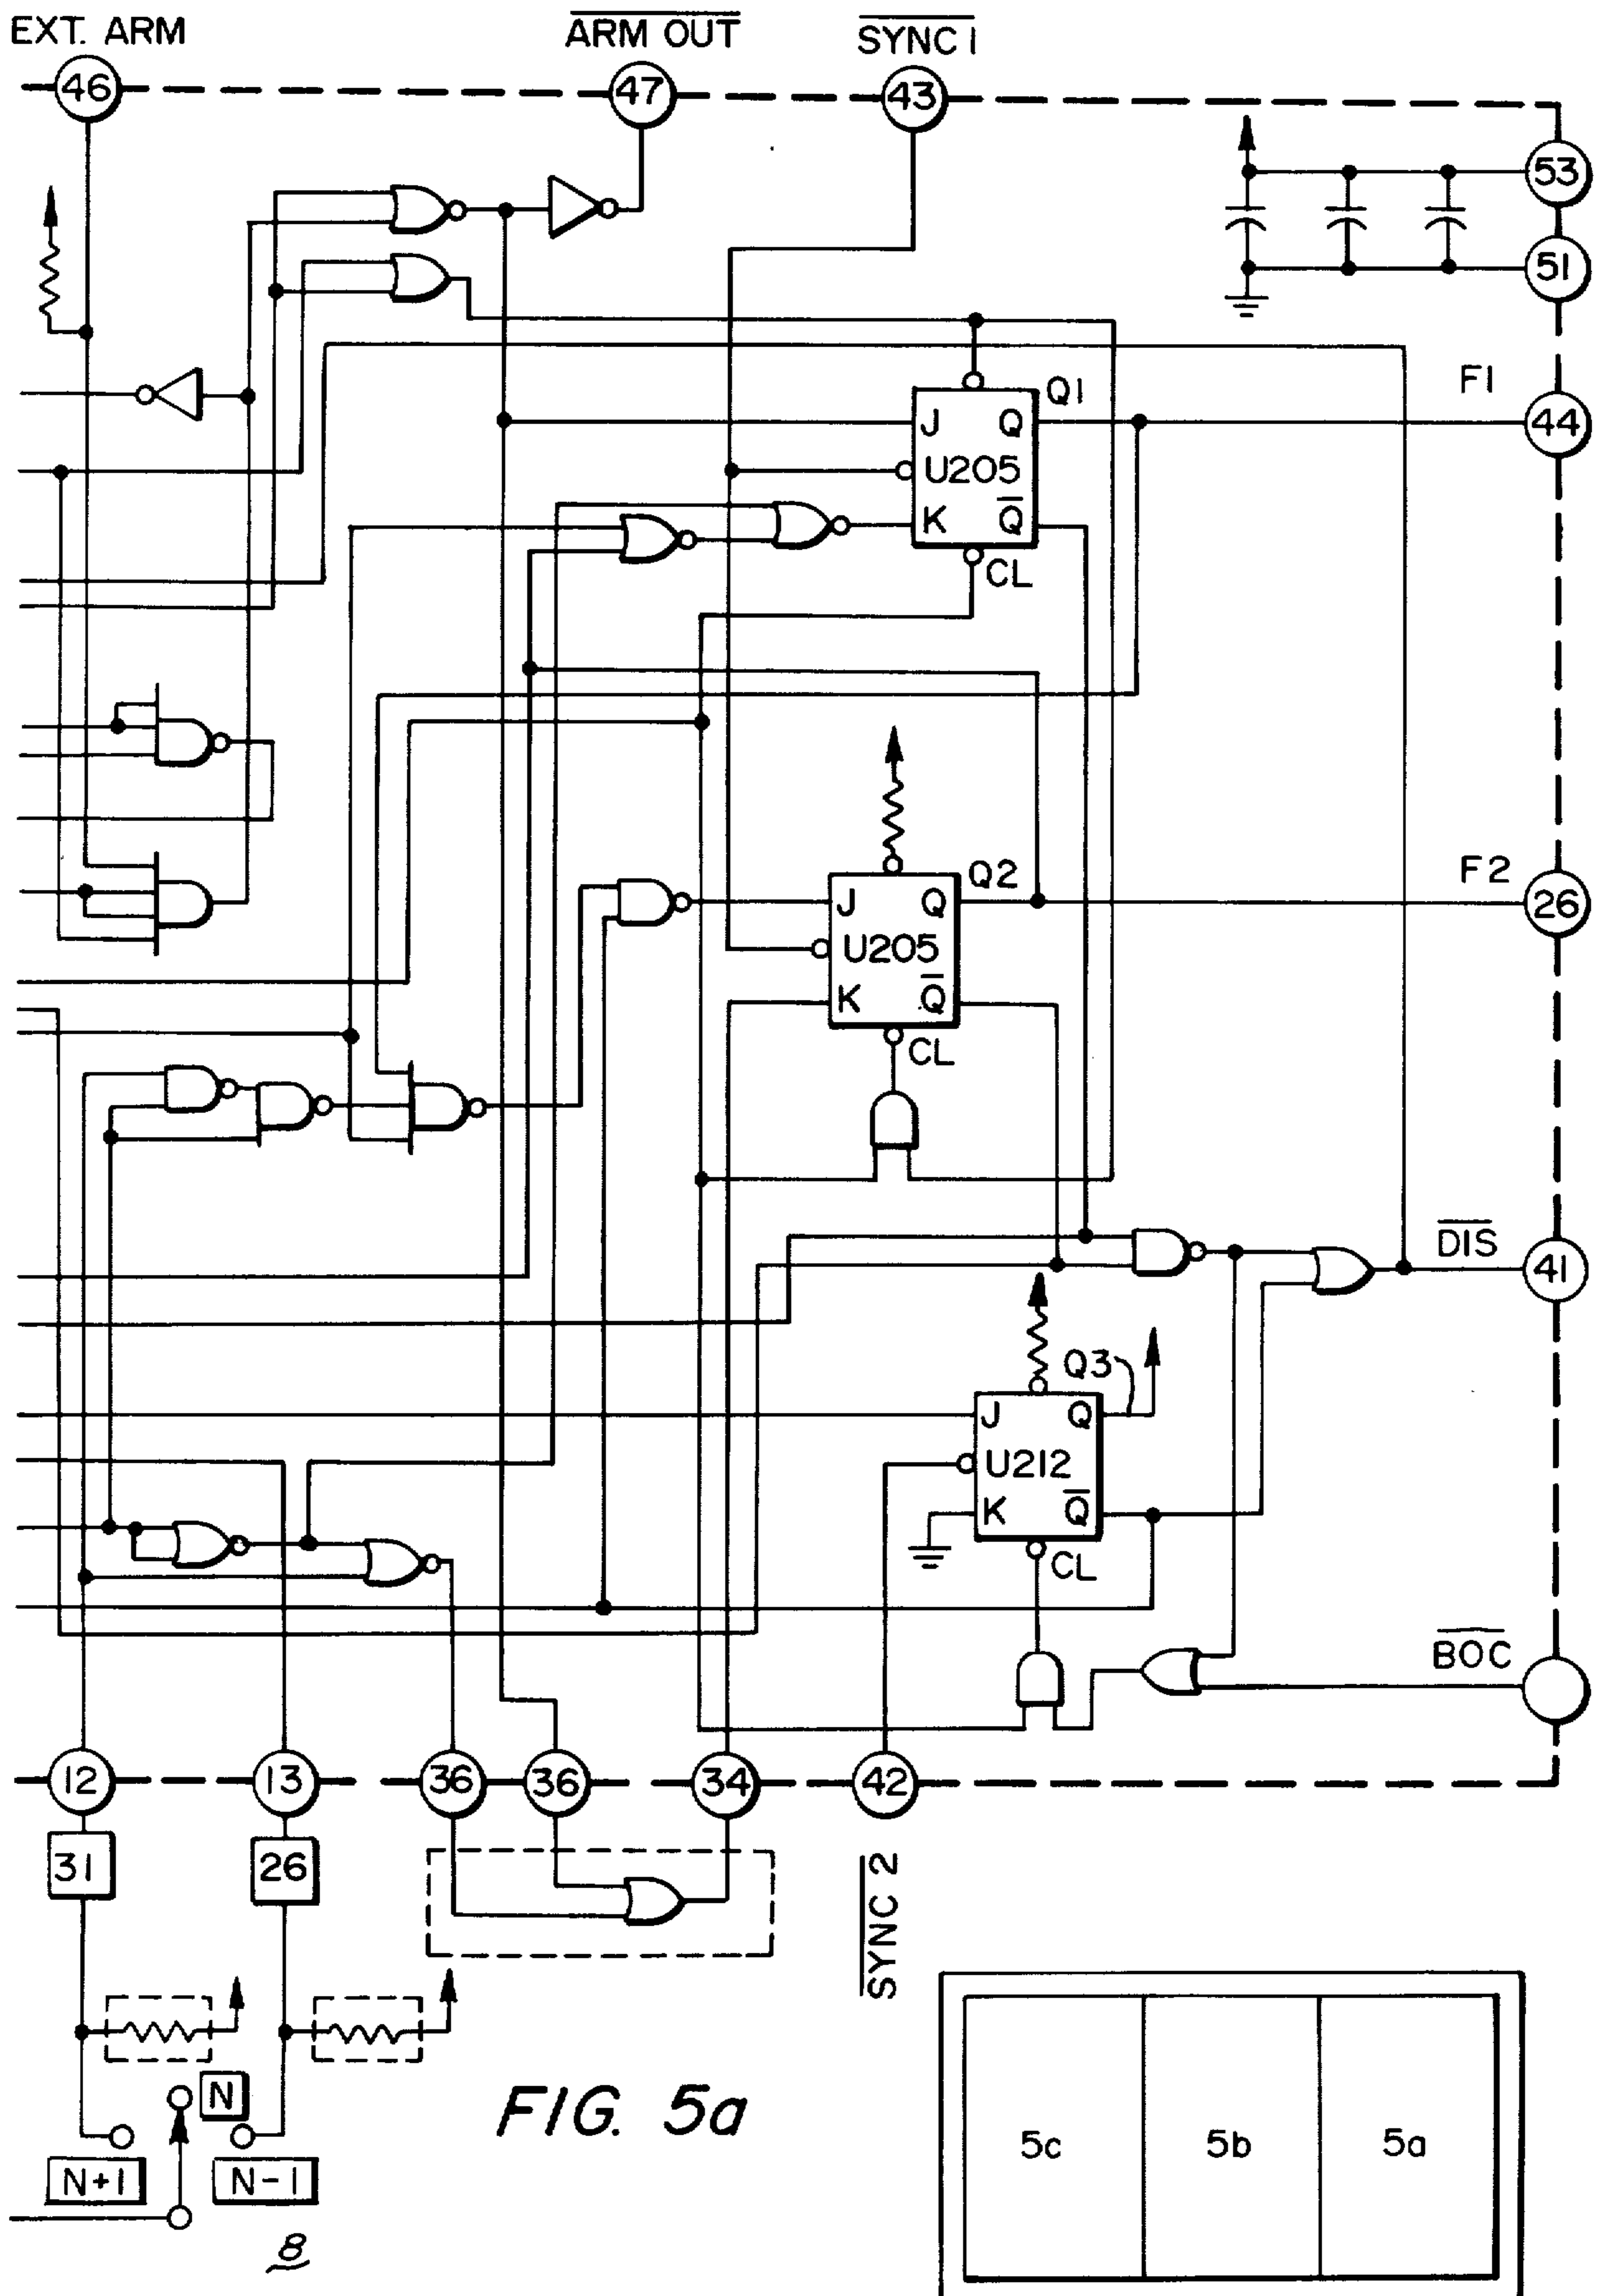 EXT. ARM
ARM OUT
SYNC 1
46
47
43
53
51
F1
44
Q1
J Q
U205
K Q
CL
F2
26
Q2
J Q
U205
K Q
CL
DIS
41
Q3
J Q
U212
K Q
CL
BOC
12
13
36
36
34
42
31
26
SYNC 2
N
N+1
N-1
8
FIG. 5a
5c
5b
5a